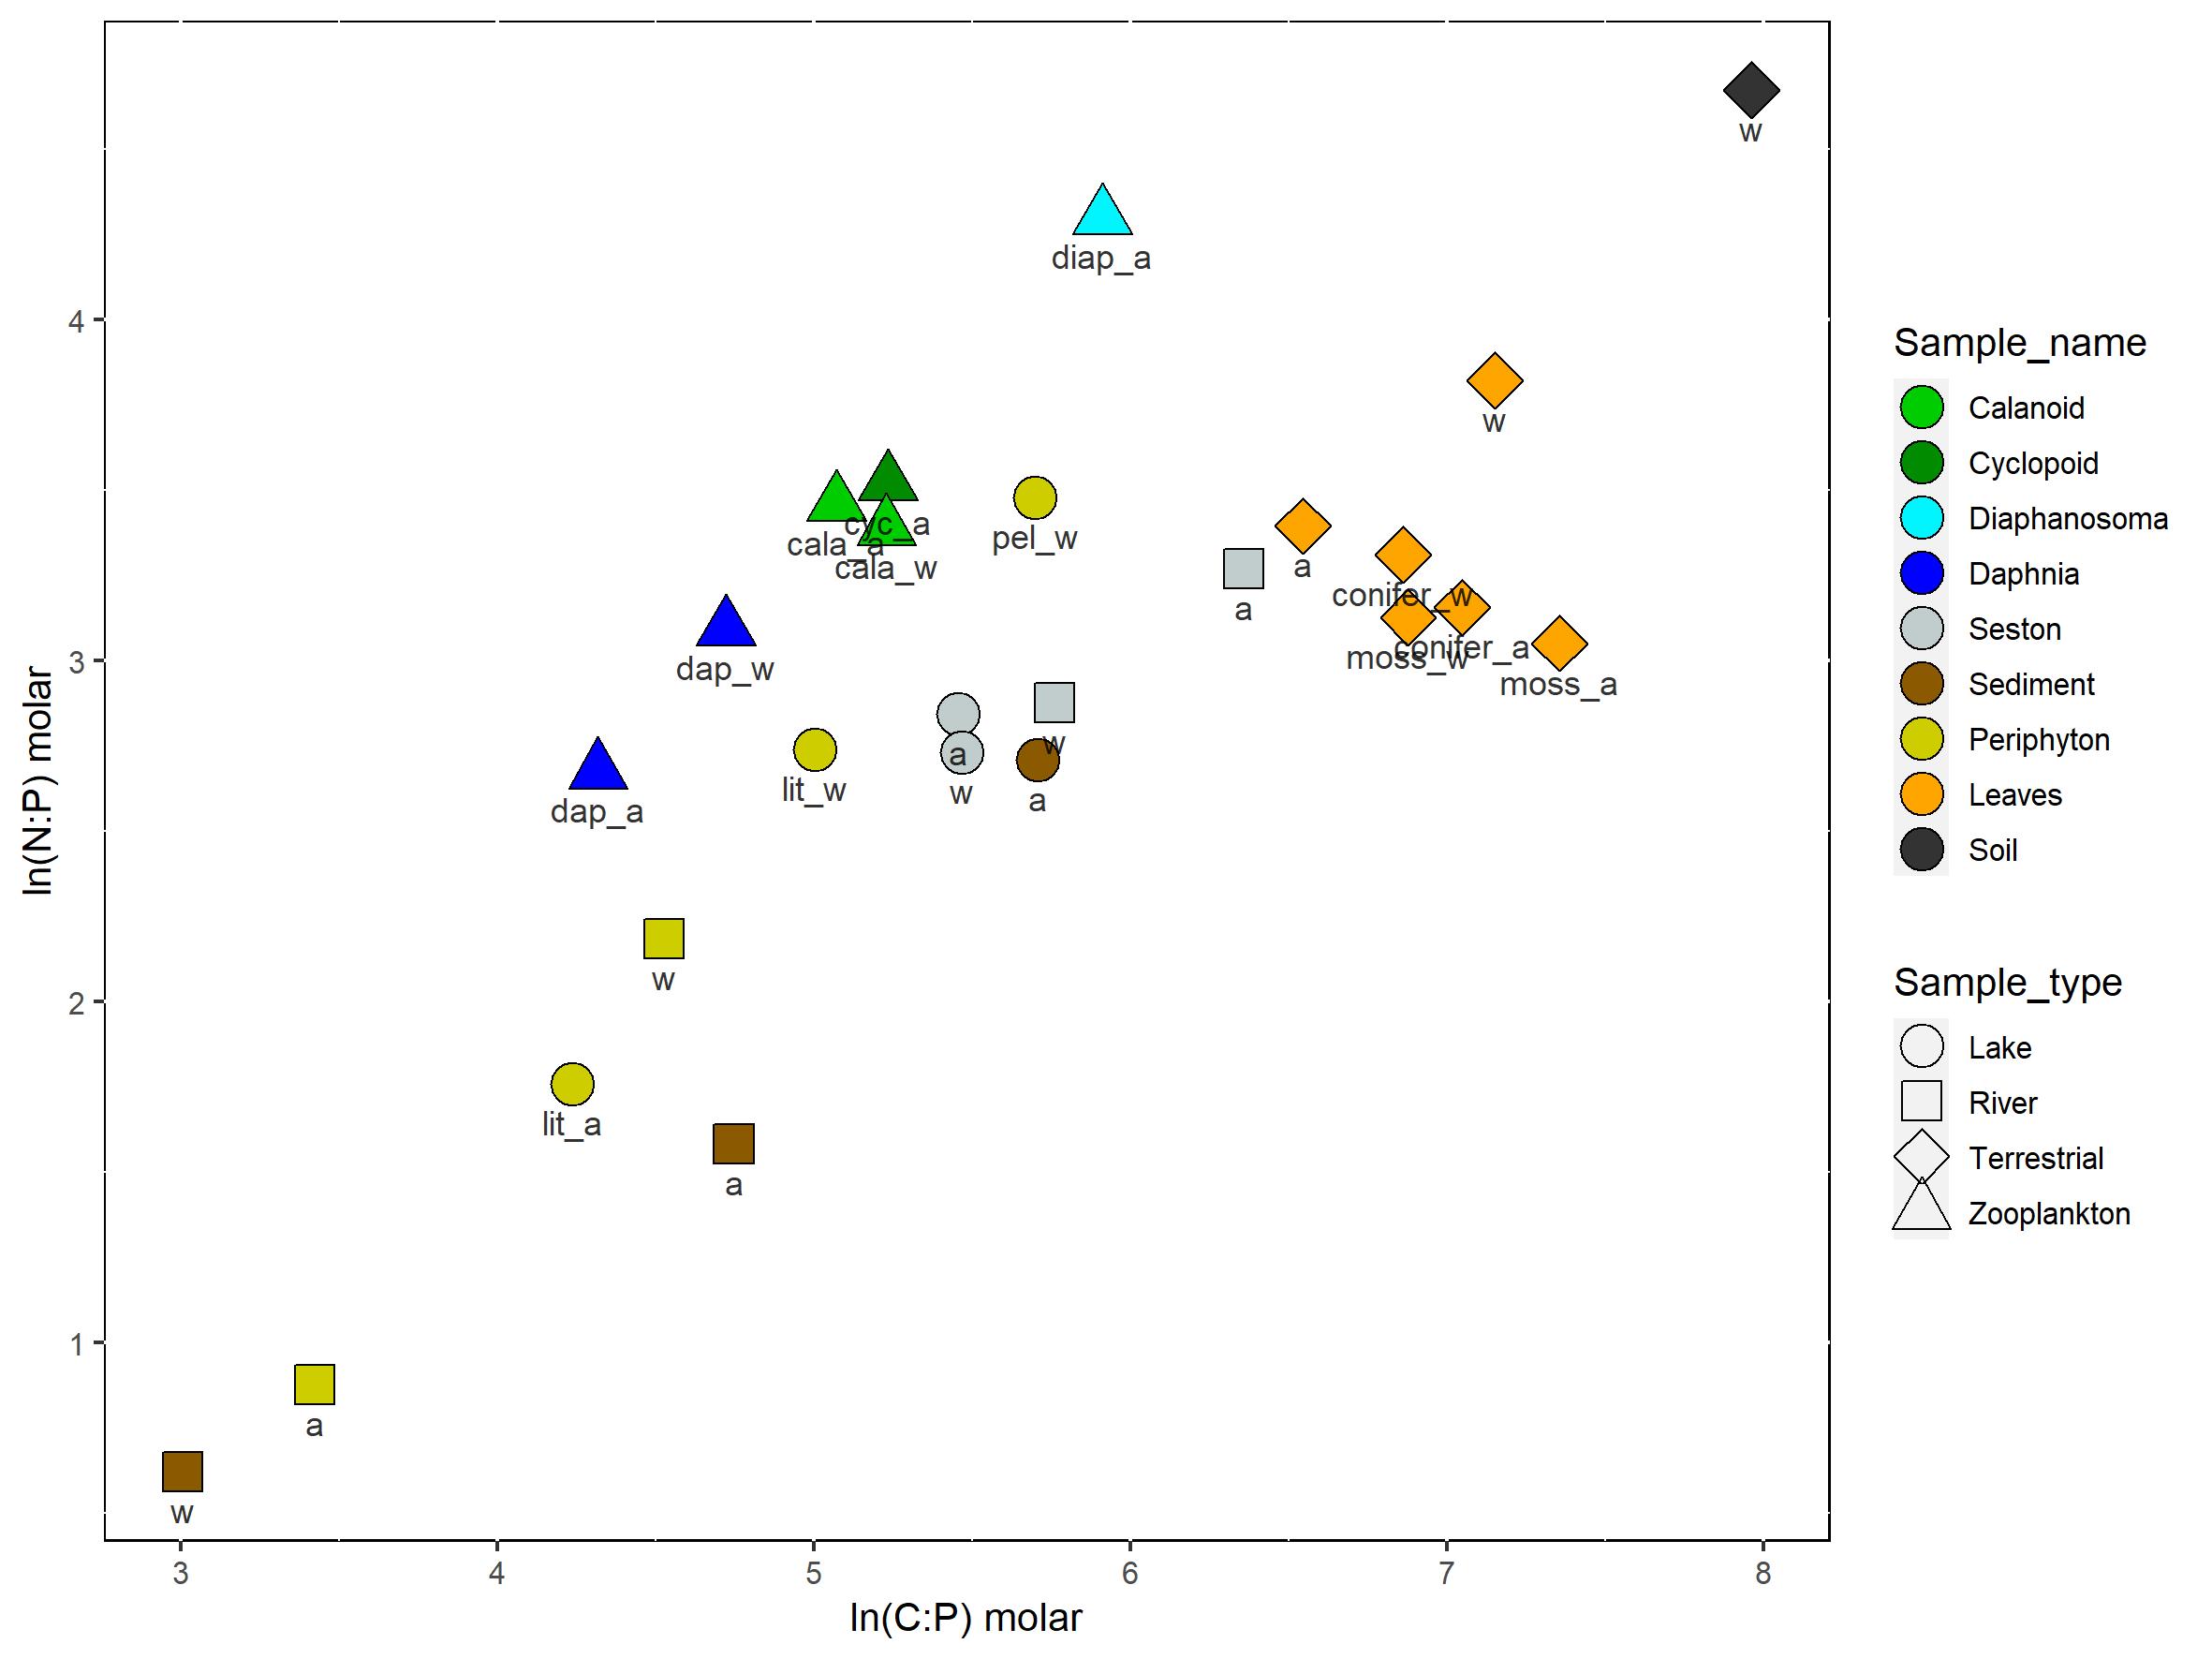 w
diap_a
4
w
cyc_a
cala_a
cala_w
pel_w
a
a
conifer_w
conifer_a
moss_w
moss_a
3
dap_w
a
w
w
a
lit_w
dap_a
w
2
lit_a
a
1
a
w
3 4 5 6 7 8
ln(C:P) molar
ln(N:P) molar
Sample_name
Calanoid
Cyclopoid
Diaphanosoma
Daphnia
Seston
Sediment
Periphyton
Leaves
Soil
Sample_type
Lake
River
Terrestrial
Zooplankton